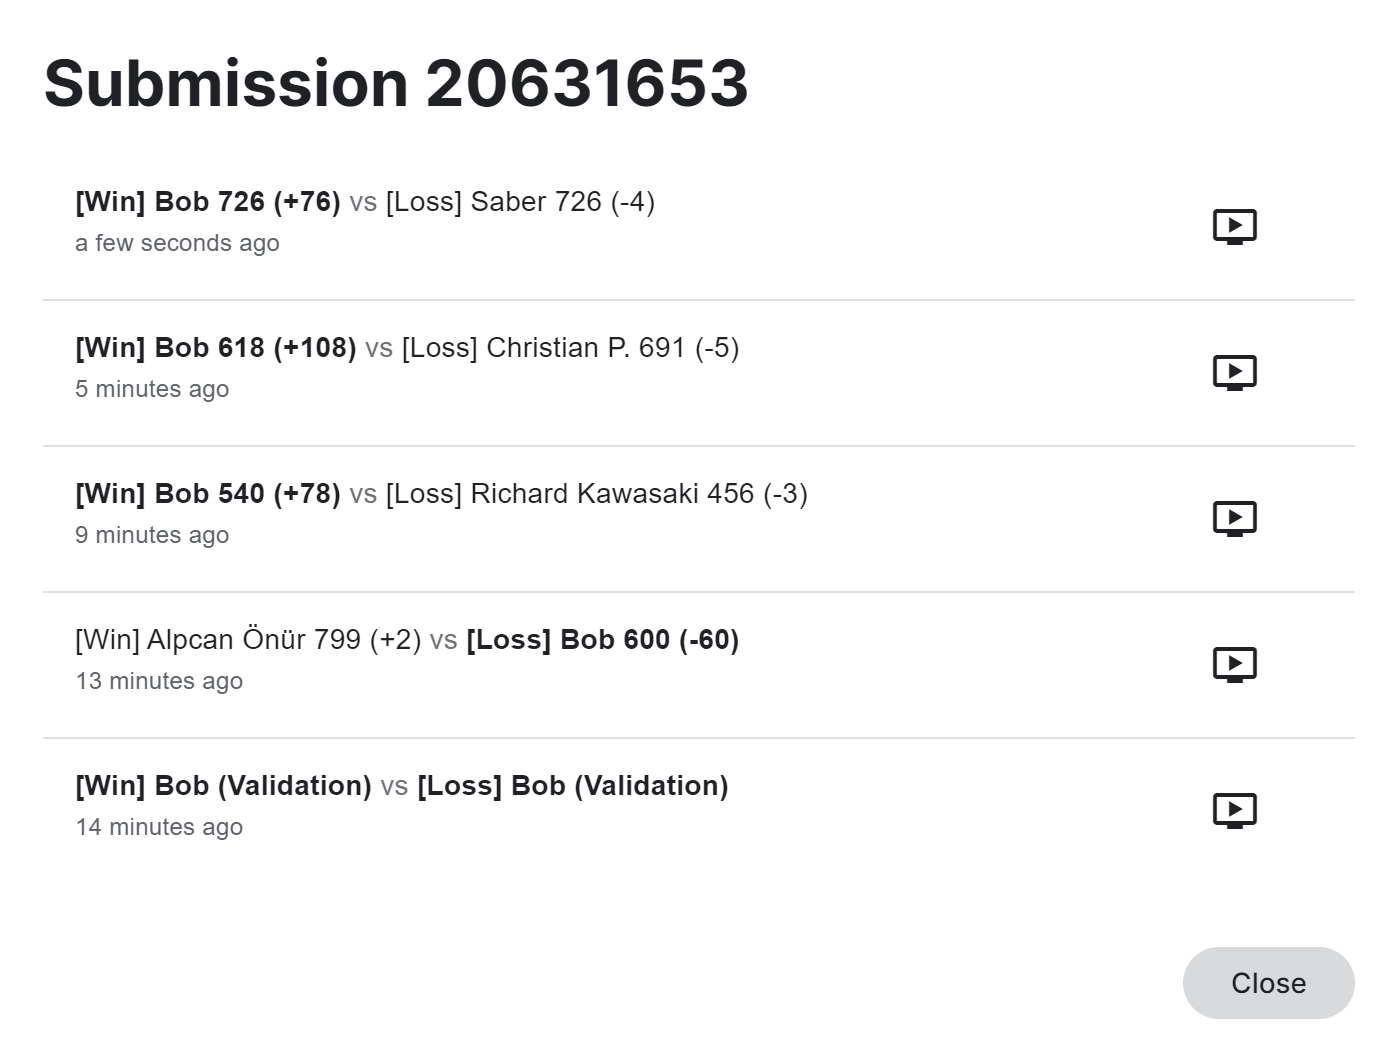 Submission 20631653
[Win] Bob 726 (+76) vs [Loss] Saber 726 (-4)
a few seconds ago
[Win] Bob 618 (+108) vs [Loss] Christian P. 691 (-5)
5 minutes ago
[Win] Bob 540 (+78) vs [Loss] Richard Kawasaki 456 (-3)
9 minutes ago
[Win] Alpcan Önür 799 (+2) vs [Loss] Bob 600 (-60)
13 minutes ago
[Win] Bob (Validation) vs [Loss] Bob (Validation)
14 minutes ago
Close